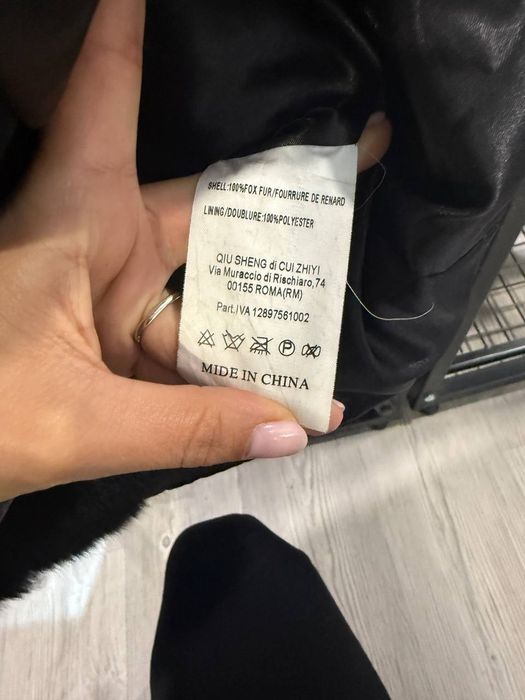 SHELL:100%FOX FUR/FOURRURE DE RENARD
LINING/DOUBLURE:100%POLYESTER
QIU SHENG di CUI ZHIYI
Via Muraccio di Rischiaro,74
00155 ROMA(RM)
Part.IVA 12897561002
MIDE IN CHINA